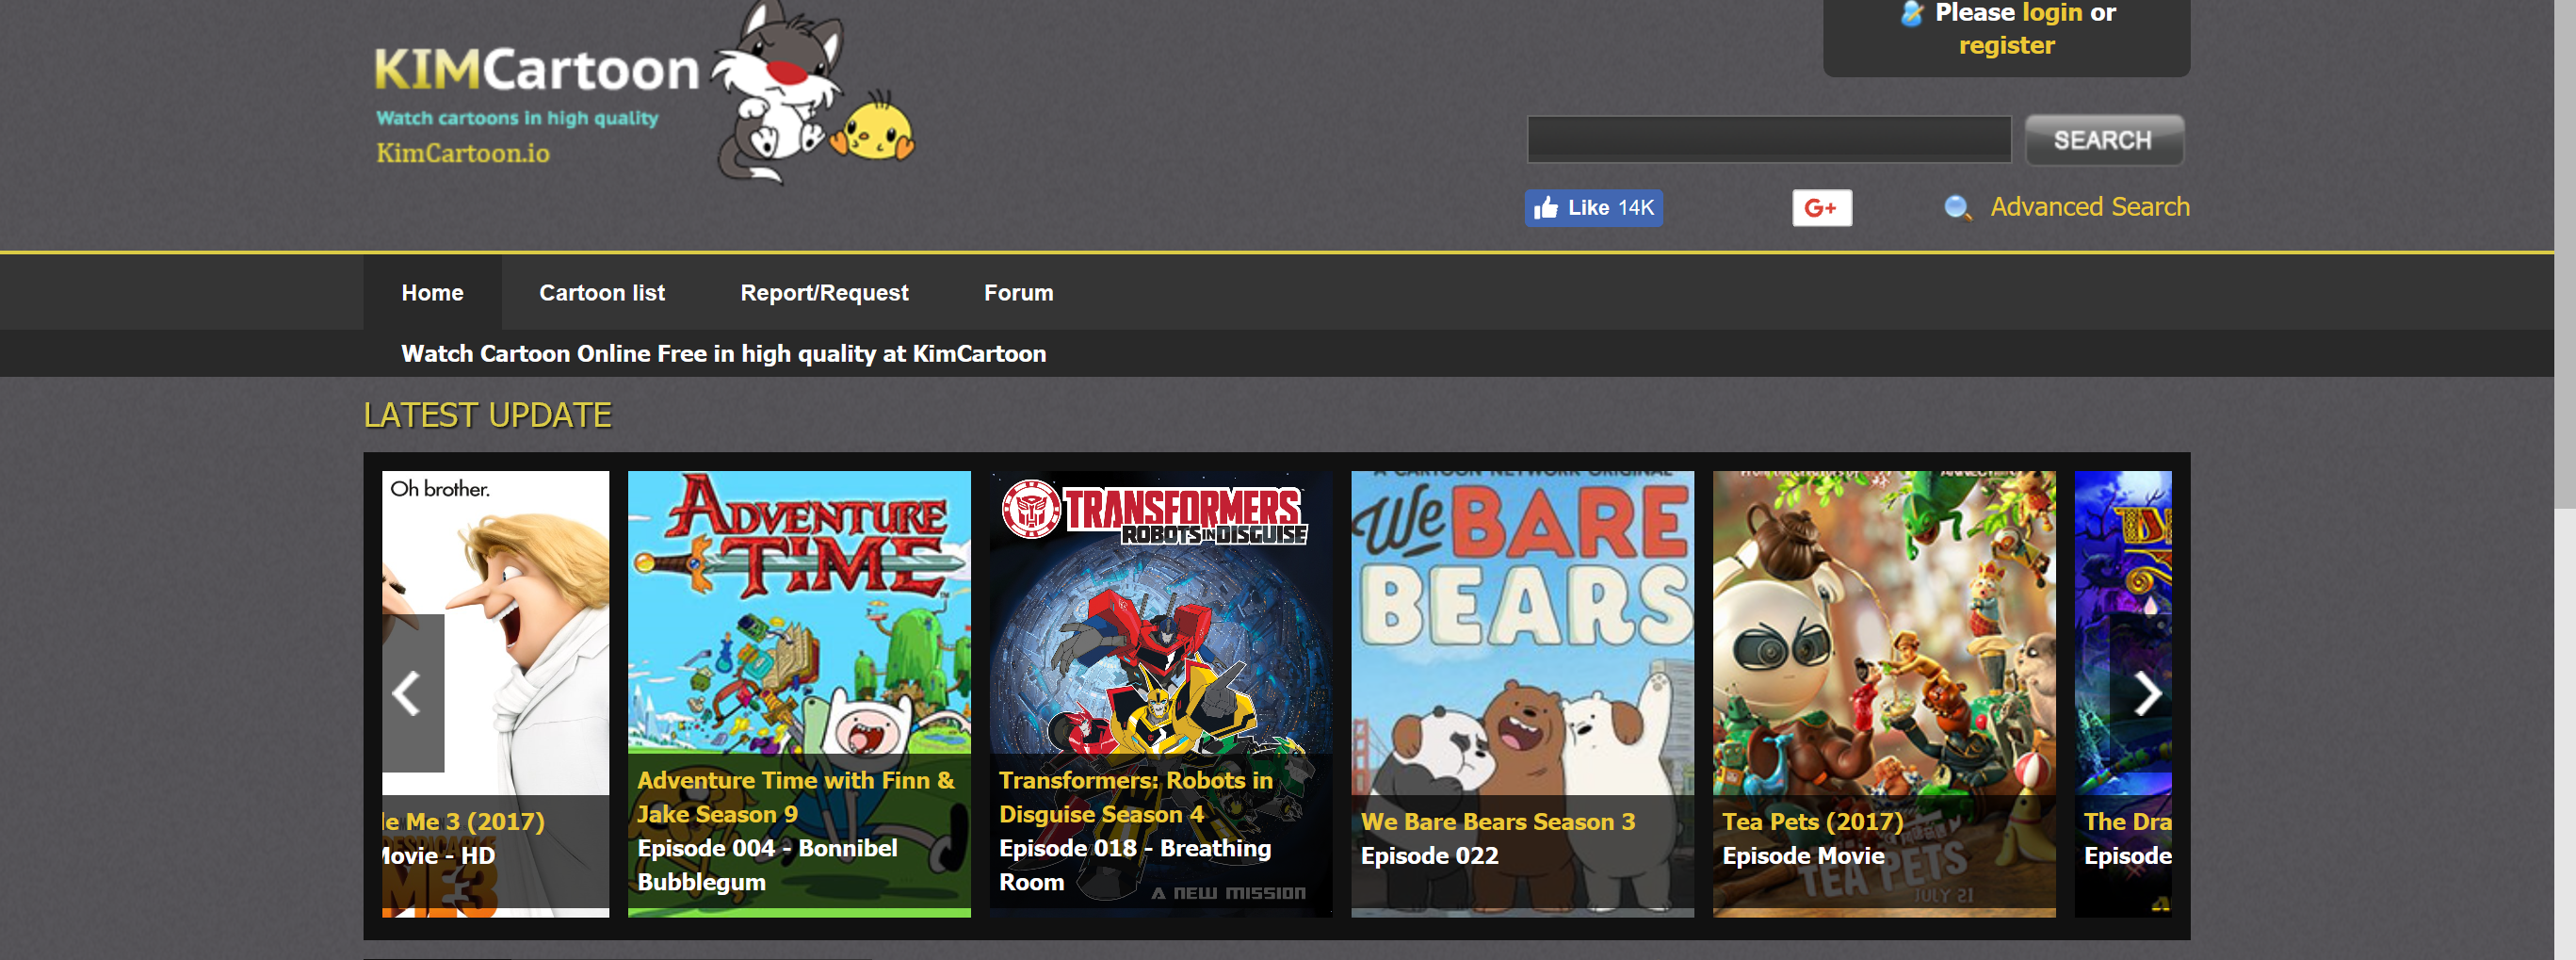 Please login or
register
KIMCartoon
Watch cartoons in high quality
KimCartoon.io
SEARCH
Like 14K
G+
Advanced Search
Home
Cartoon list
Report/Request
Forum
Watch Cartoon Online Free in high quality at KimCartoon
LATEST UPDATE
Oh brother.
le Me 3 (2017)
Movie - HD
ME3
ADVENTURE
TIME
Adventure Time with Finn &
Jake Season 9
Episode 004 - Bonnibel
Bubblegum
TRANSFORMERS
ROBOTS IN DISGUISE
Transformers: Robots in
Disguise Season 4
Episode 018 - Breathing
Room
A NEW MISSION
A CARTOON NETWORK ORIGINAL
We BARE
BEARS
We Bare Bears Season 3
Episode 022
Tea Pets (2017)
Episode Movie
TEA PETS
JULY 21
The Dra
Episode